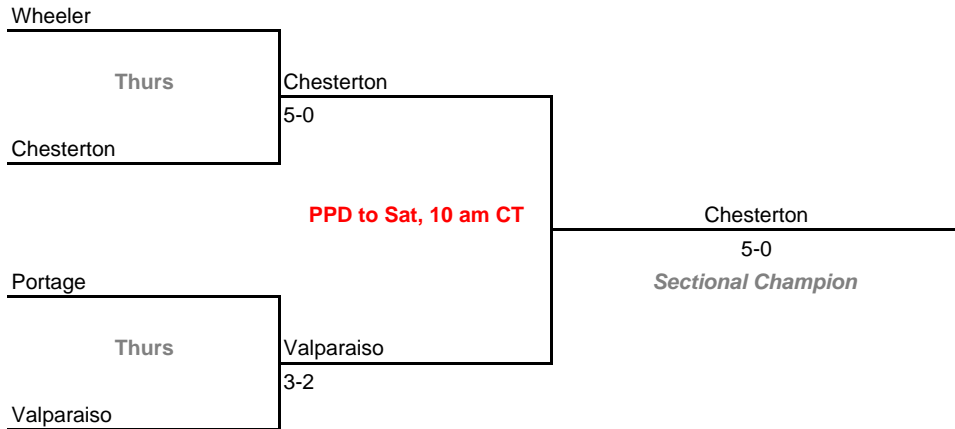 Wheeler
Thurs
Chesterton
5-0
Chesterton
PPD to Sat, 10 am CT
Chesterton
5-0
Sectional Champion
Portage
Thurs
Valparaiso
3-2
Valparaiso